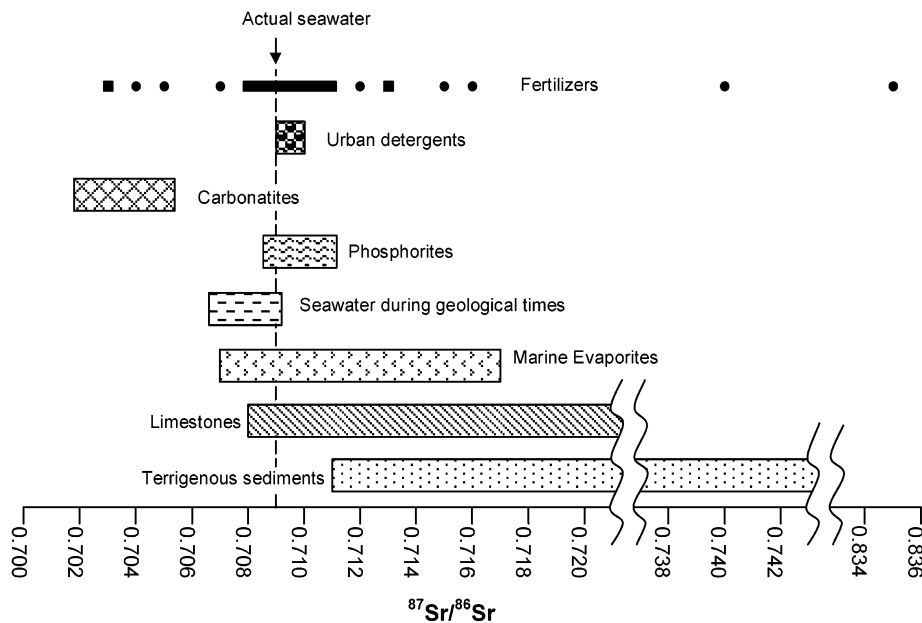 Actual seawater
Fertilizers
Urban detergents
Carbonatites
Phosphorites
Seawater during geological times
Marine Evaporites
Limestones
Terrigenous sediments
0.700 0.702 0.704 0.706 0.708 0.710 0.712 0.714 0.716 0.718 0.720 0.738 0.740 0.742 0.834 0.836
⁸⁷Sr/⁸⁶Sr